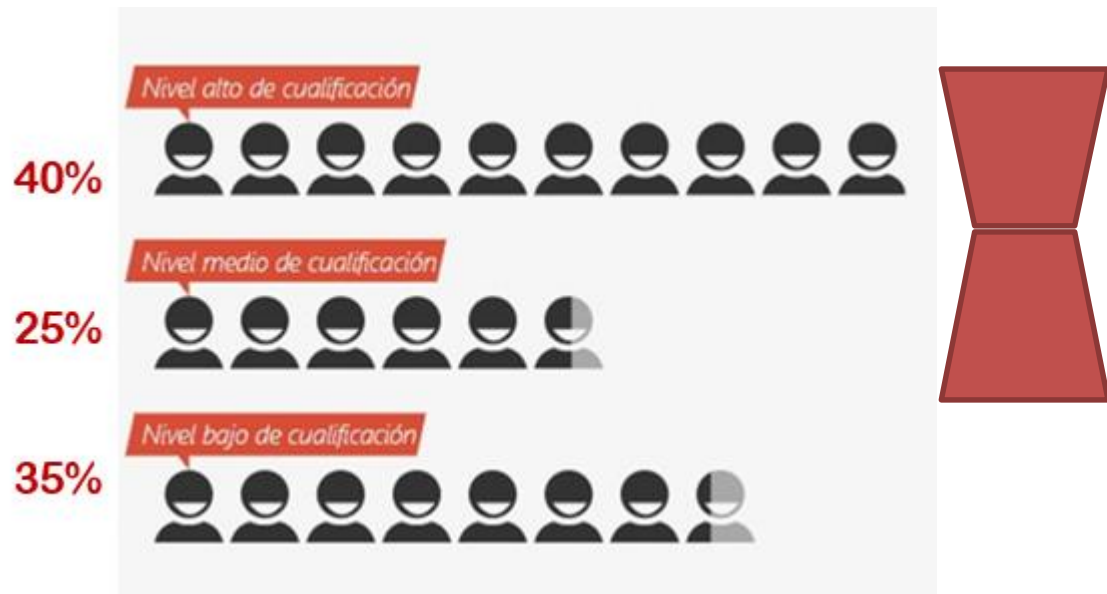 Nivel alto de cualificación
40%
Nivel medio de cualificación
25%
Nivel bajo de cualificación
35%